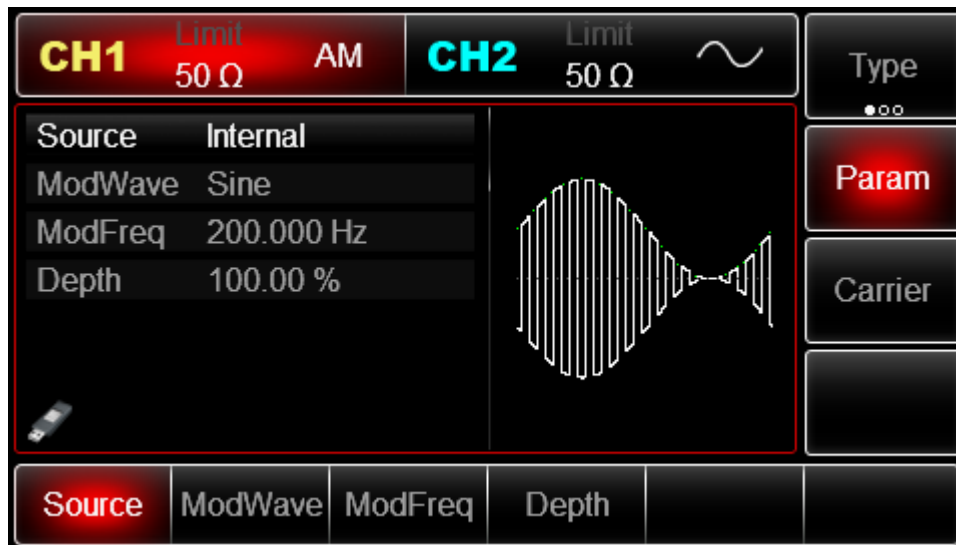 CH1 Limit 50 Ω AM CH2 Limit 50 Ω
Type
Source Internal
ModWave Sine
Param
ModFreq 200.000 Hz
Depth 100.00 %
Carrier
Source ModWave ModFreq Depth